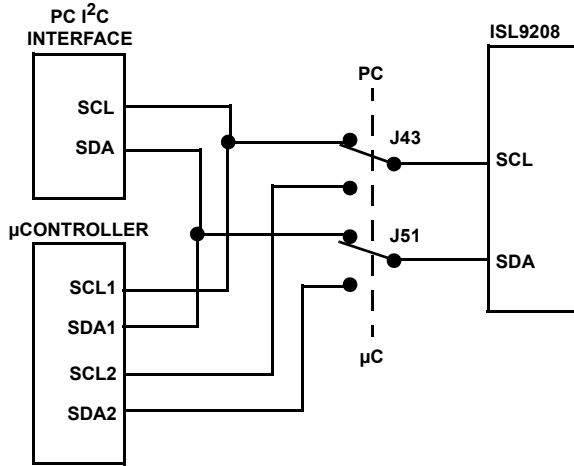 PC I²C
INTERFACE
SCL
SDA
µCONTROLLER
SCL1
SDA1
SCL2
SDA2
PC
J43
J51
µC
ISL9208
SCL
SDA